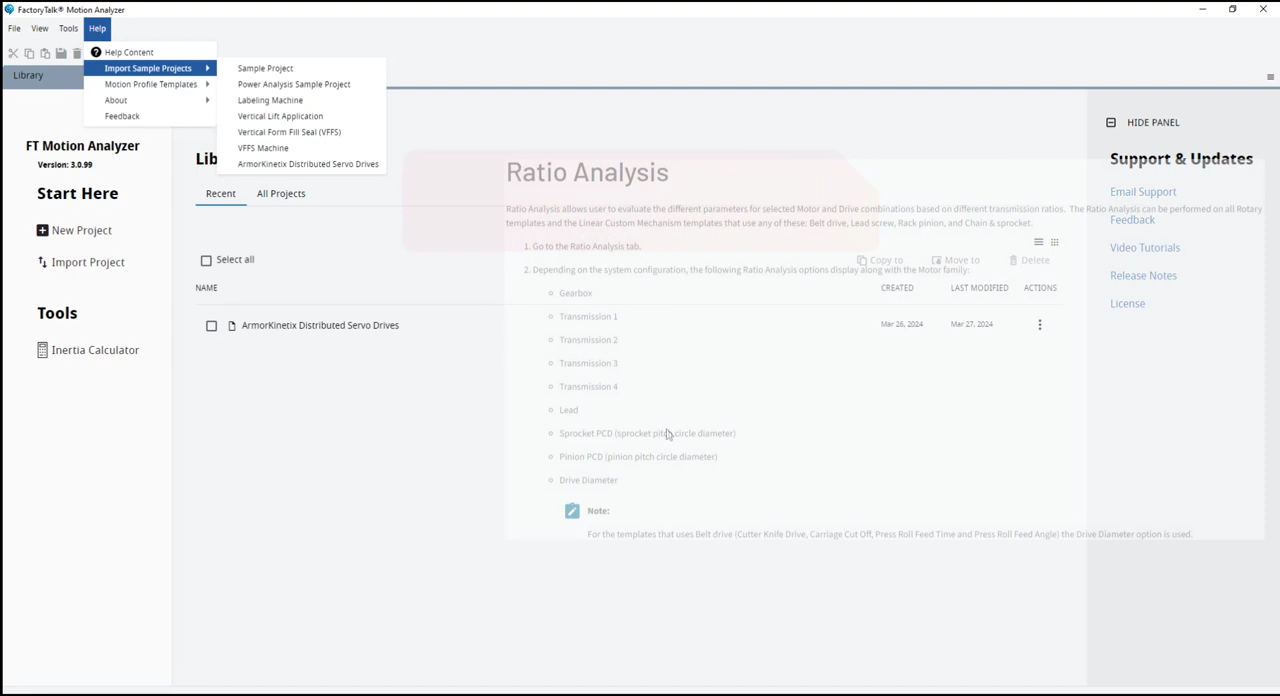 FactoryTalk® Motion Analyzer
File View Tools Help
Help Content
Import Sample Projects
Motion Profile Templates
About
Feedback
Sample Project
Power Analysis Sample Project
Labeling Machine
Vertical Lift Application
Vertical Form Fill Seal (VFFS)
VFFS Machine
ArmorKinetix Distributed Servo Drives
Library
FT Motion Analyzer
Version: 3.0.99
Start Here
New Project
Import Project
Tools
Inertia Calculator
Lib
Recent All Projects
Select all
Copy to Move to Delete
NAME CREATED LAST MODIFIED ACTIONS
ArmorKinetix Distributed Servo Drives Mar 26, 2024 Mar 27, 2024
Ratio Analysis
Ratio Analysis allows user to evaluate the different parameters for selected Motor and Drive combinations based on different transmission ratios. The Ratio Analysis can be performed on all Rotary
templates and the Linear Custom Mechanism templates that use any of these: Belt drive, Lead screw, Rack pinion, and Chain & sprocket.
1. Go to the Ratio Analysis tab.
2. Depending on the system configuration, the following Ratio Analysis options display along with the Motor family:
Gearbox
Transmission 1
Transmission 2
Transmission 3
Transmission 4
Lead
Sprocket PCD (sprocket pitch circle diameter)
Pinion PCD (pinion pitch circle diameter)
Drive Diameter
Note:
For the templates that uses Belt drive (Cutter Knife Drive, Carriage Cut Off, Press Roll Feed Time and Press Roll Feed Angle) the Drive Diameter option is used.
HIDE PANEL
Support & Updates
Email Support
Feedback
Video Tutorials
Release Notes
License